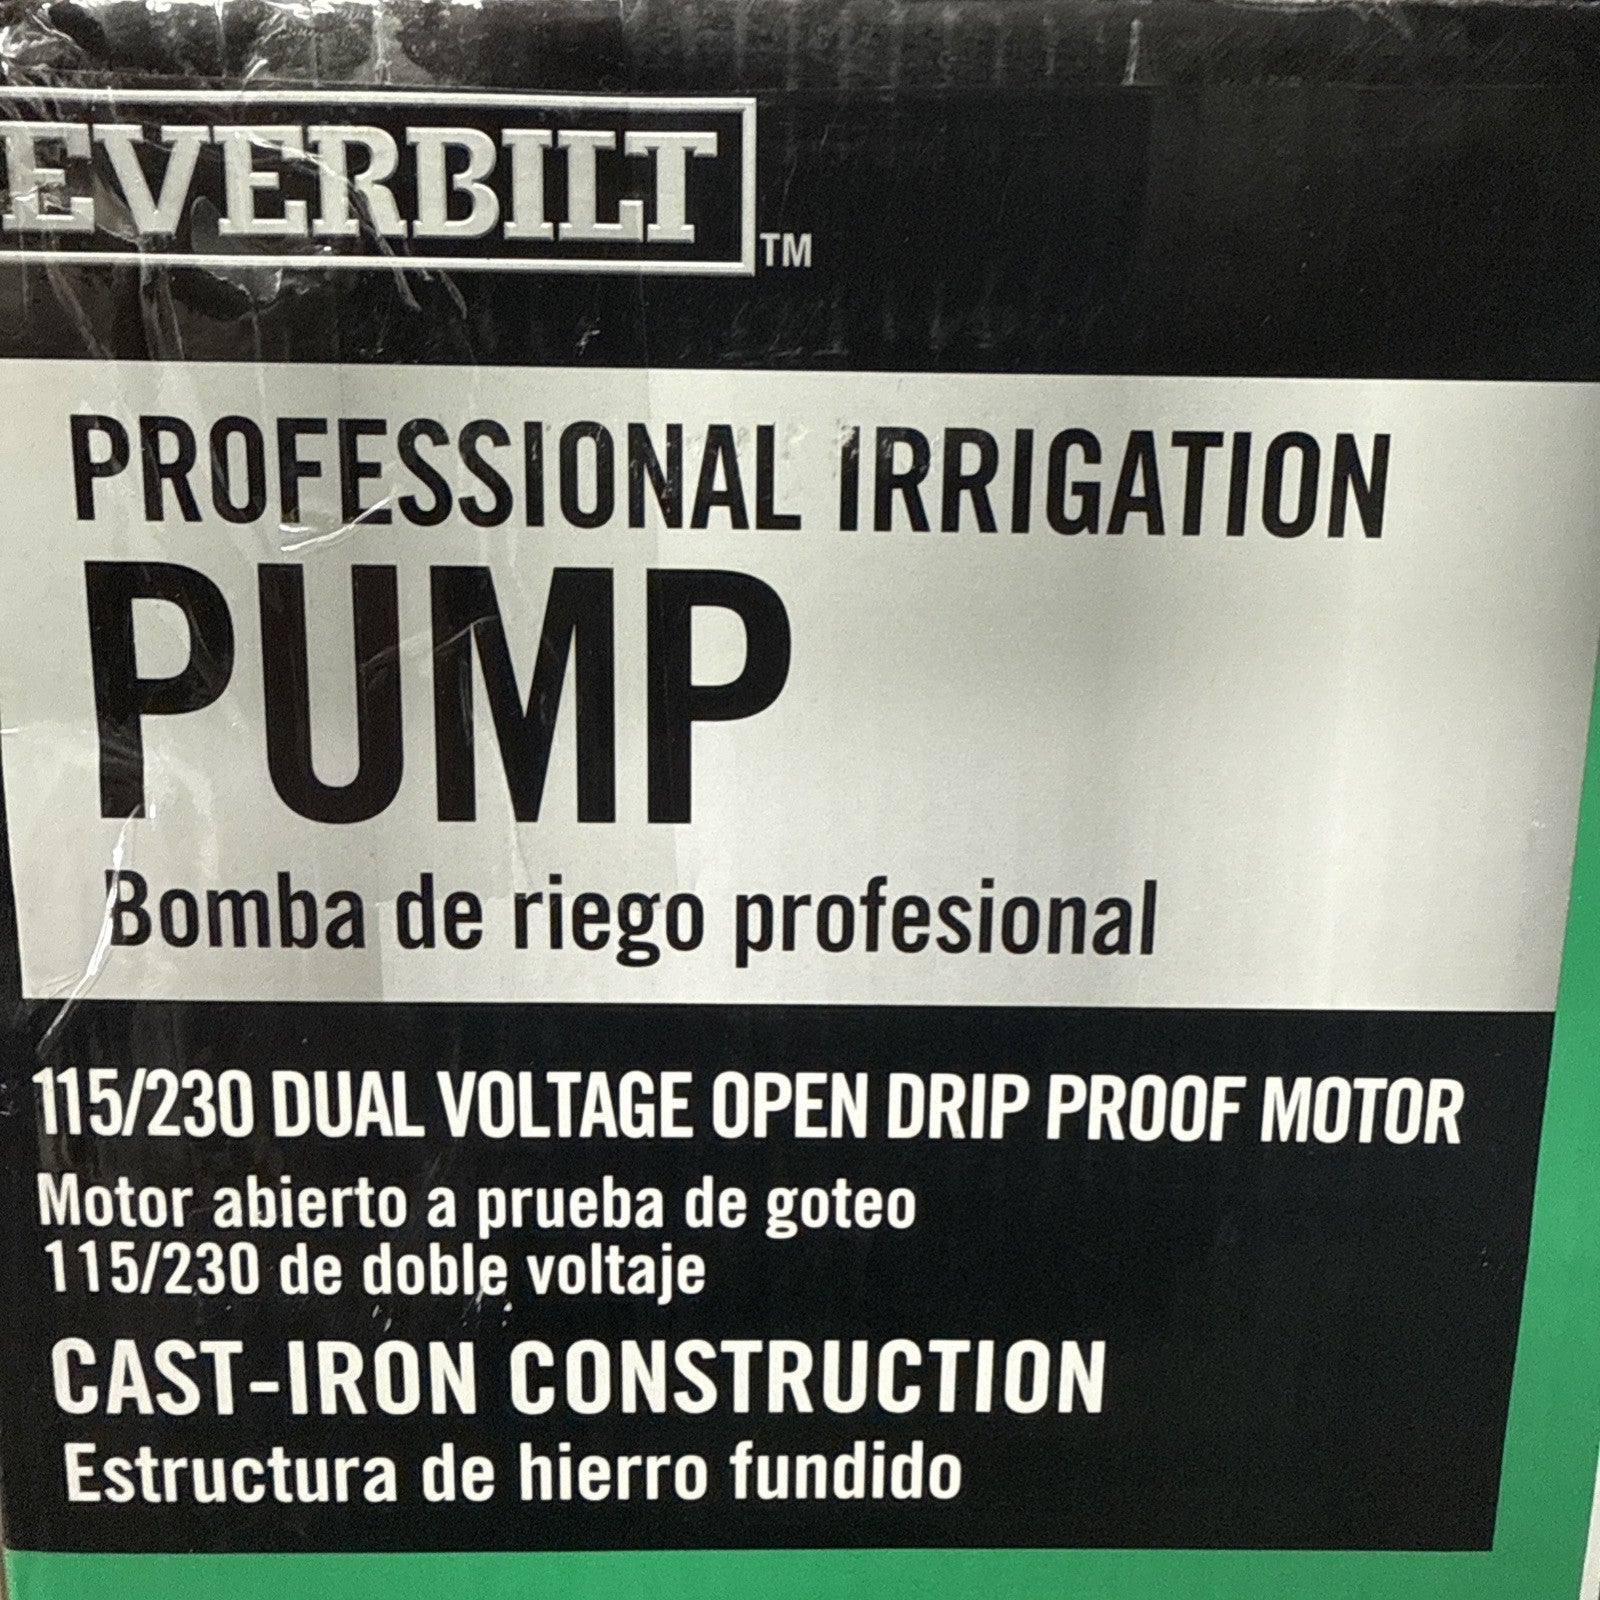 EVERBILT TM
PROFESSIONAL IRRIGATION
PUMP
Bomba de riego profesional
115/230 DUAL VOLTAGE OPEN DRIP PROOF MOTOR
Motor abierto a prueba de goteo
115/230 de doble voltaje
CAST-IRON CONSTRUCTION
Estructura de hierro fundido